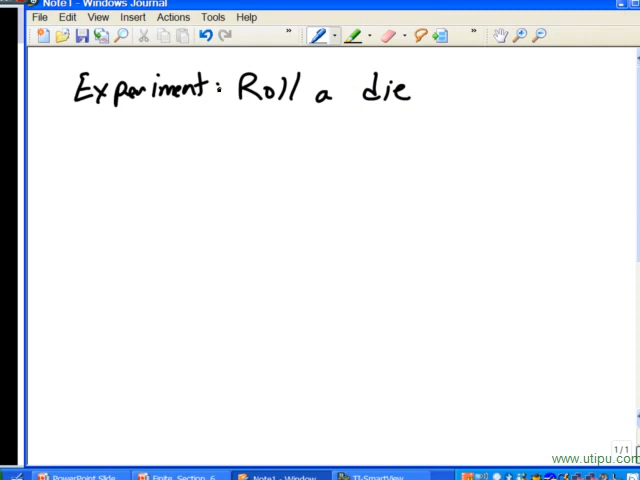 Note1 - Windows Journal
File Edit View Insert Actions Tools Help
Experiment: Roll a die
1/1
www.utipu.com
PowerPoint Slide Finite_Section_6 Note1 - Window TI-SmartView